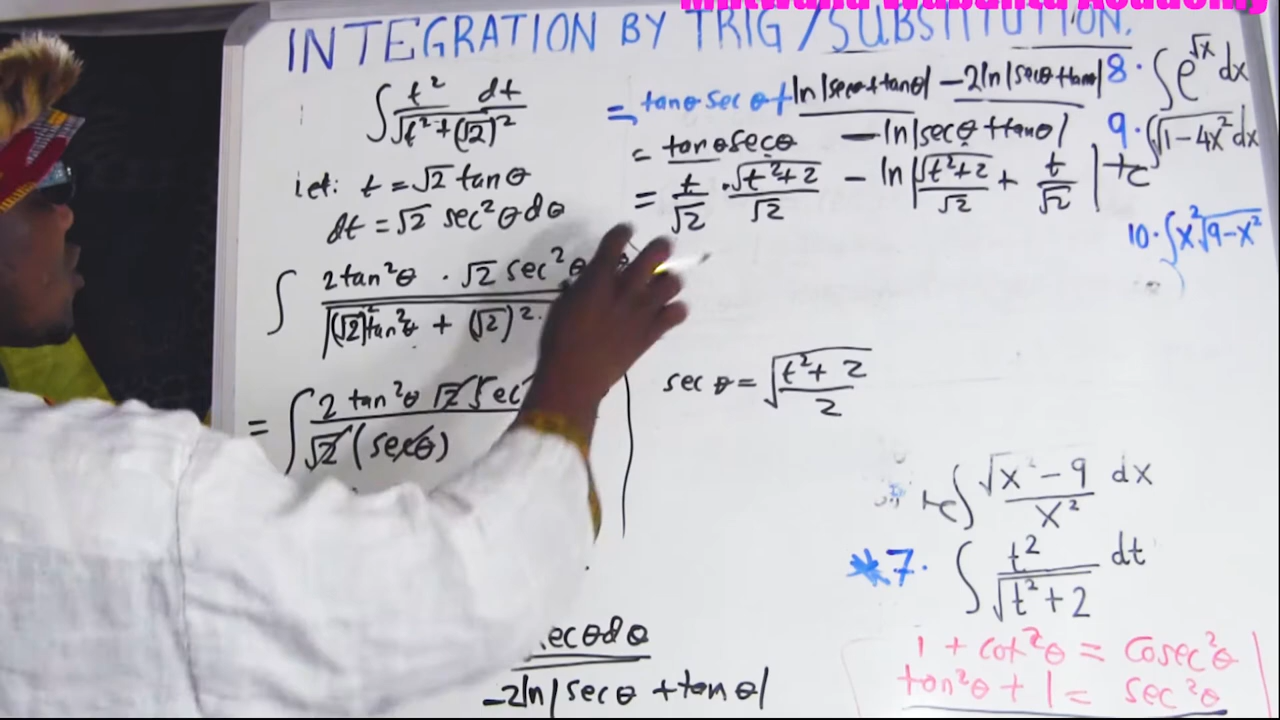 INTEGRATION BY TRIG/SUBSTITUTION.
∫ t² dt / √(t² + (√2)²)
let: t = √2 tanθ
dt = √2 sec²θ dθ
∫ 2tan²θ · √2 sec²θ / √((√2)² tan²θ + (√2)²
= ∫ 2 tan²θ √2 sec / √2 (secθ)
= tanθ secθ + ln|secθ + tanθ| − 2ln|secθ + tanθ|
= tanθsecθ − ln|secθ + tanθ|
= t/√2 · √(t²+2)/√2 − ln|√(t²+2)/√2 + t/√2| + c
secθ = √((t² + 2)/2)
ecθdθ
−2ln|secθ + tanθ|
8. ∫ e^√x dx
9. ∫√(1−4x²) dx
10. ∫x²√(9−x²)
∫ √(x² − 9) / x² dx
*7. ∫ t² / √(t² + 2) dt
1 + cot²θ = Cosec²θ
tan²θ + 1 = sec²θ